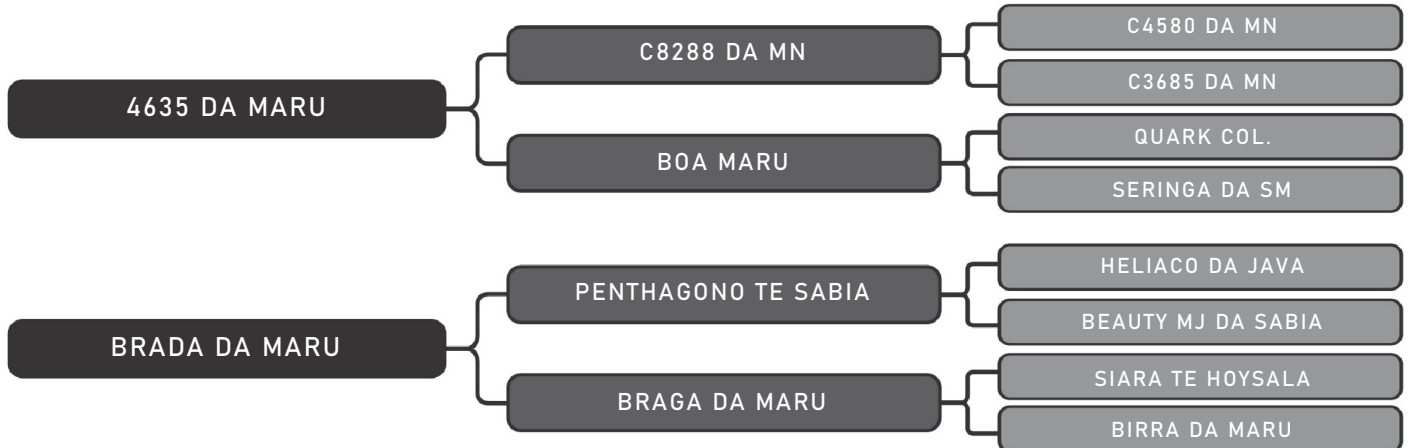 4635 DA MARU
C8288 DA MN
C4580 DA MN
C3685 DA MN
BOA MARU
QUARK COL.
SERINGA DA SM
BRADA DA MARU
PENTHAGONO TE SABIA
HELIACO DA JAVA
BEAUTY MJ DA SABIA
BRAGA DA MARU
SIARA TE HOYSALA
BIRRA DA MARU